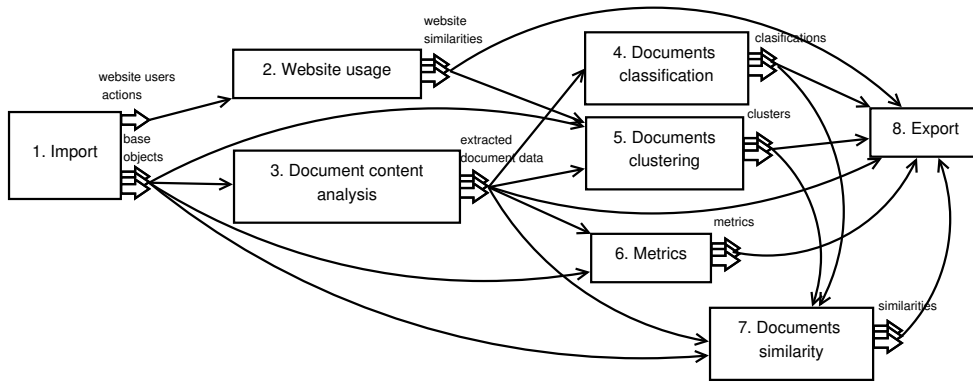 website
similarities
clasifications
4. Documents
classification
2. Website usage
website users
actions
clusters
8. Export
5. Documents
clustering
base
objects
1. Import
extracted
document data
3. Document content
analysis
metrics
6. Metrics
similarities
7. Documents
similarity